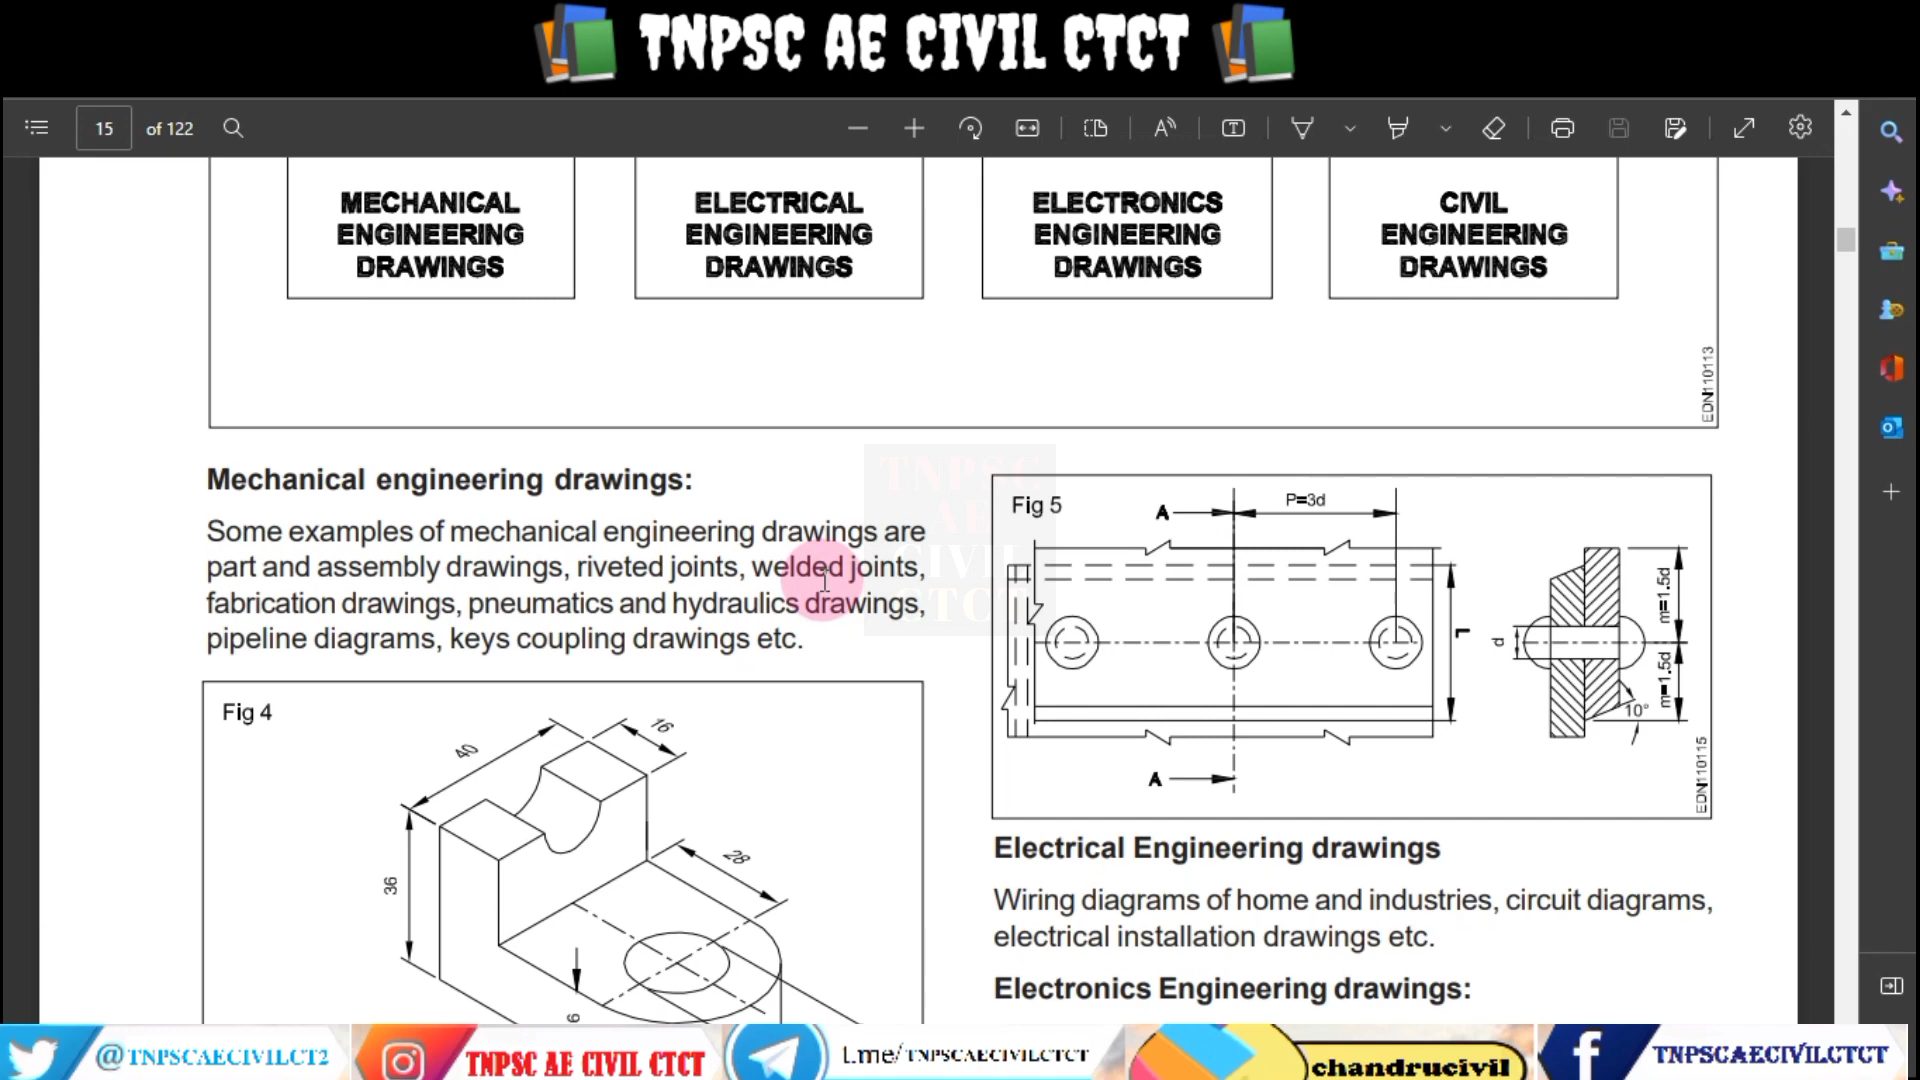 TNPSC AE CIVIL CTCT
15 of 122
MECHANICAL
ENGINEERING
DRAWINGS
ELECTRICAL
ENGINEERING
DRAWINGS
ELECTRONICS
ENGINEERING
DRAWINGS
CIVIL
ENGINEERING
DRAWINGS
EDN110113
Mechanical engineering drawings:
Some examples of mechanical engineering drawings are
part and assembly drawings, riveted joints, welded joints,
fabrication drawings, pneumatics and hydraulics drawings,
pipeline diagrams, keys coupling drawings etc.
TNPSC
AE
CIVIL
CTCT
Fig 4
40
16
36
28
6
Fig 5
A
P=3d
L
d
m=1.5d
m=1.5d
10°
A
EDN110115
Electrical Engineering drawings
Wiring diagrams of home and industries, circuit diagrams,
electrical installation drawings etc.
Electronics Engineering drawings:
@TNPSCAECIVILCT2
TNPSC AE CIVIL CTCT
t.me/TNPSCAECIVILCTCT
chandrucivil
TNPSCAECIVILCTCT